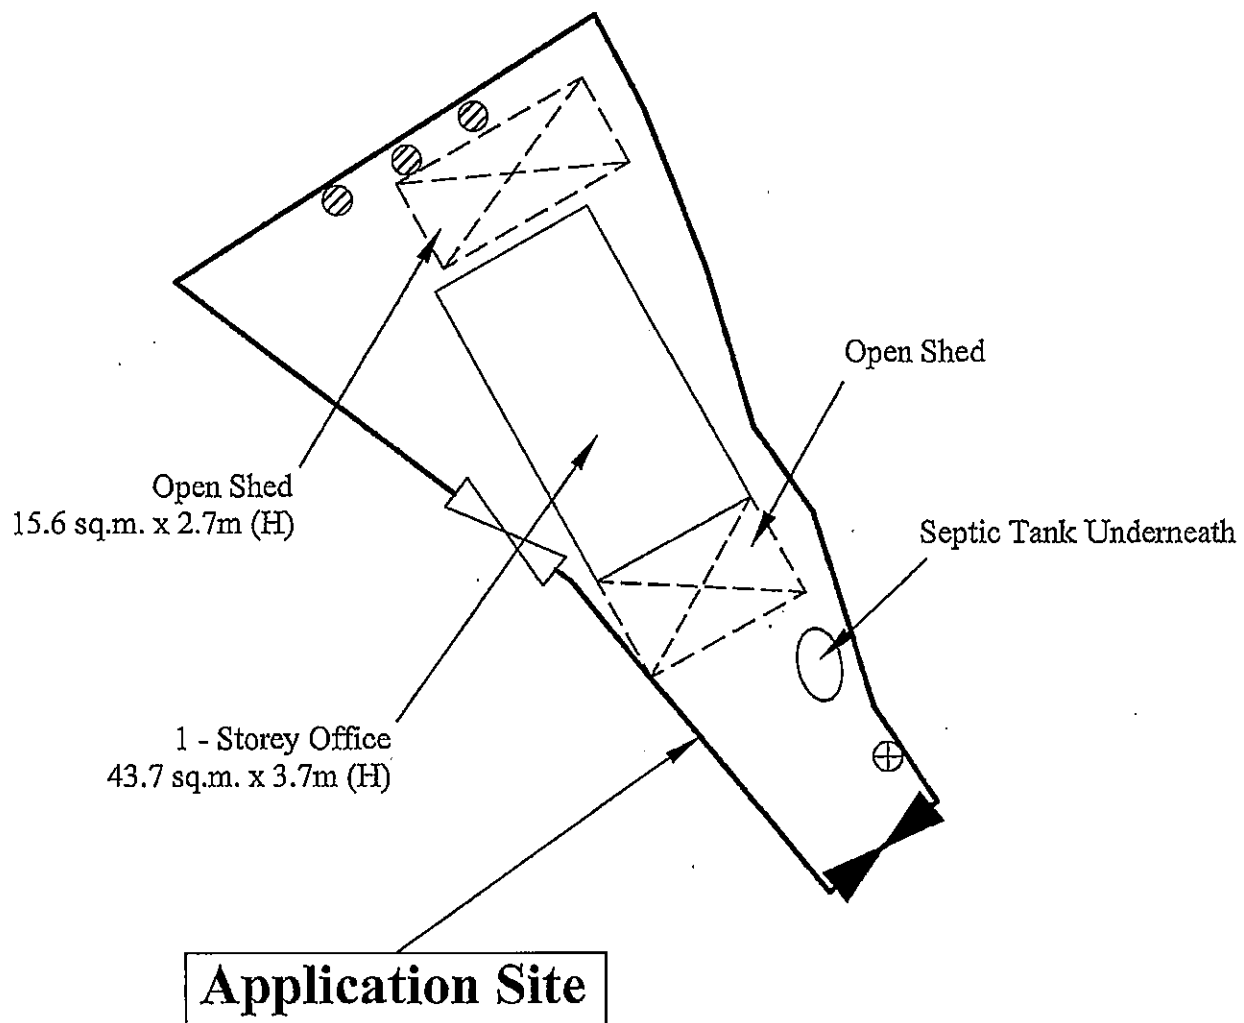 Open Shed
Open Shed
15.6 sq.m. x 2.7m (H)
Septic Tank Underneath
1 - Storey Office
43.7 sq.m. x 3.7m (H)
Application Site